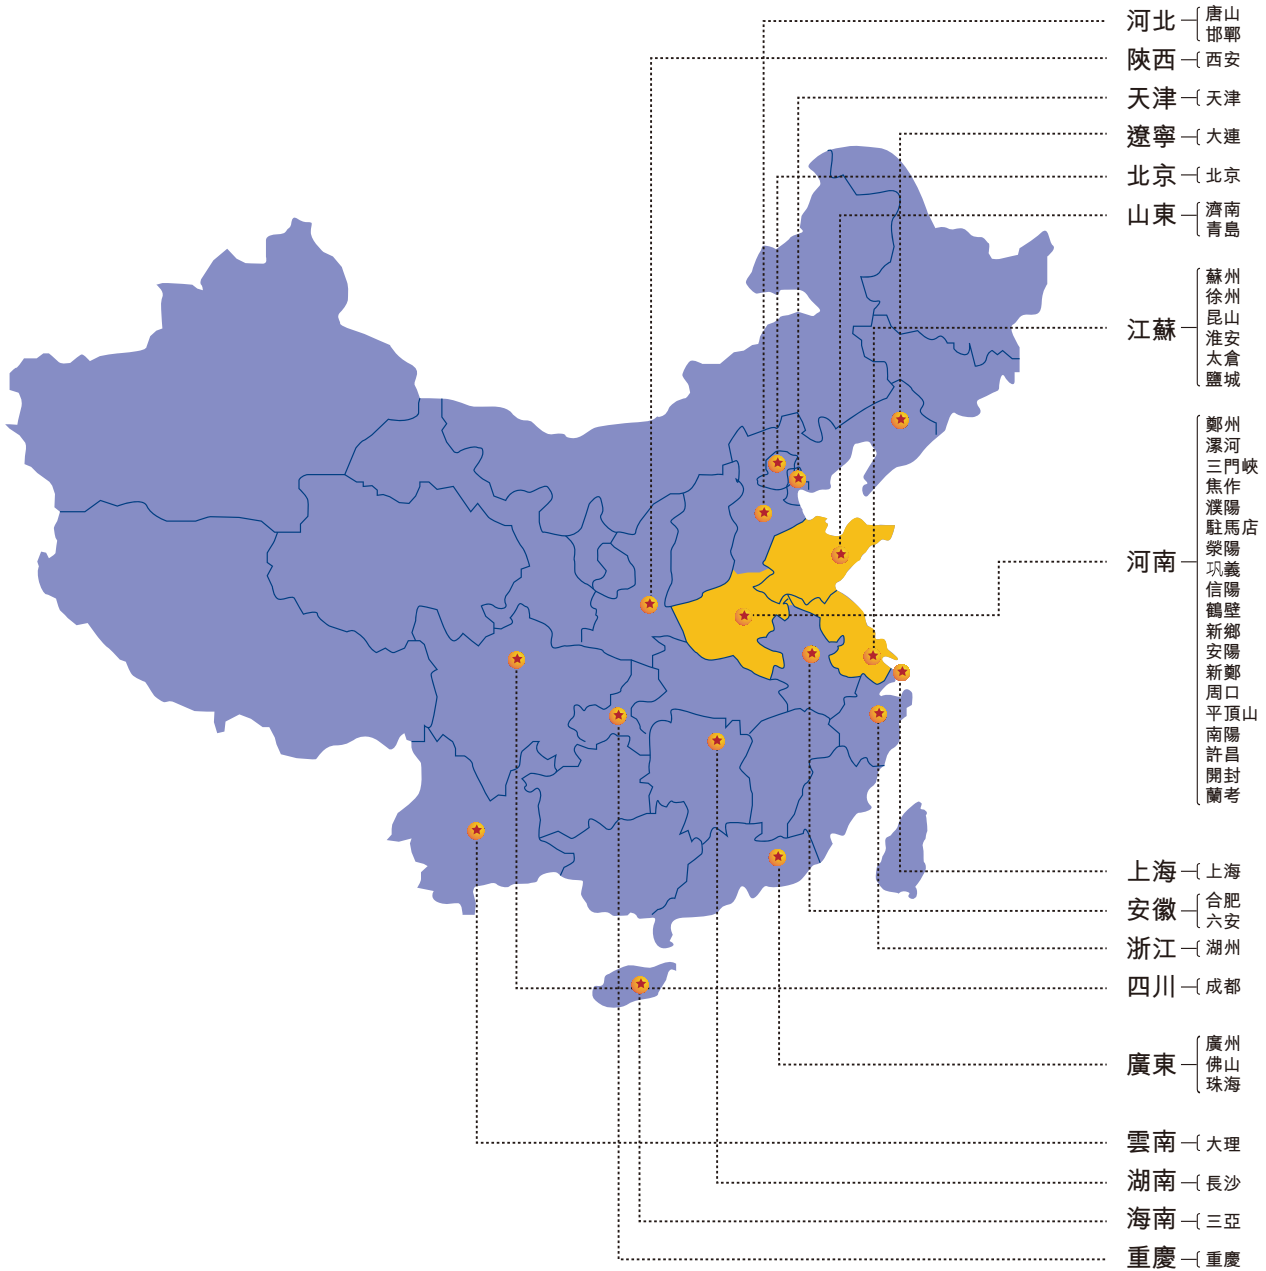 河北
唐山
邯鄲
陝西
西安
天津
天津
遼寧
大連
北京
北京
山東
濟南
青島
江蘇
蘇州
徐州
昆山
淮安
太倉
鹽城
河南
鄭州
漯河
三門峽
焦作
濮陽
駐馬店
滎陽
巩義
信陽
鶴壁
新鄉
安陽
新鄭
周口
平頂山
南陽
許昌
開封
蘭考
上海
上海
安徽
合肥
六安
浙江
湖州
四川
成都
廣東
廣州
佛山
珠海
雲南
大理
湖南
長沙
海南
三亞
重慶
重慶